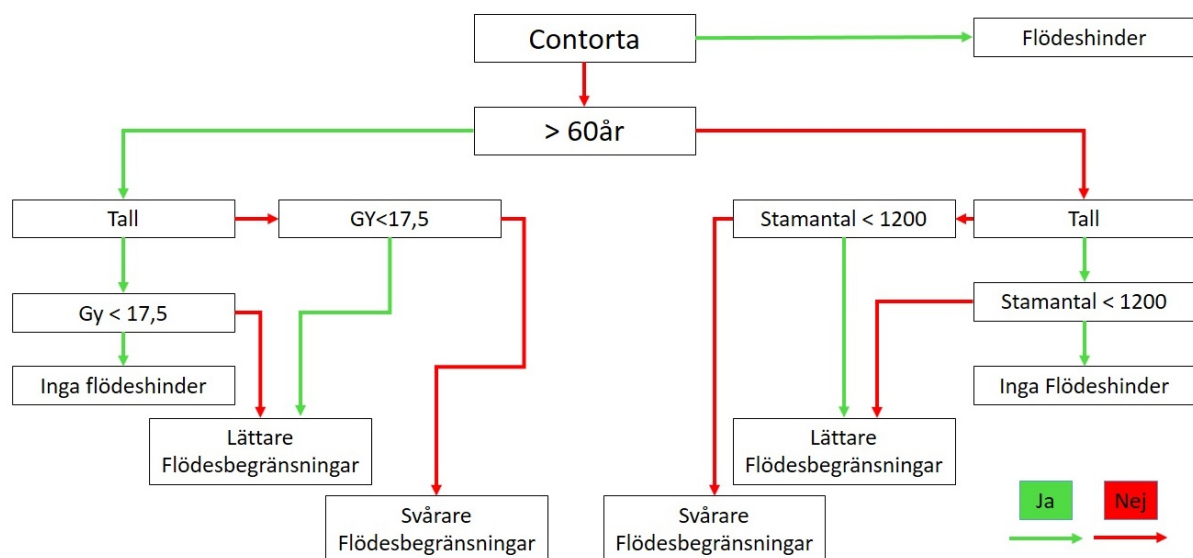 Contorta
Flödeshinder
> 60år
Tall
GY<17,5
Stamantal < 1200
Tall
Gy < 17,5
Stamantal < 1200
Inga flödeshinder
Inga Flödeshinder
Lättare
Flödesbegränsningar
Lättare
Flödesbegränsningar
Svårare
Flödesbegränsningar
Svårare
Flödesbegränsningar
Ja
Nej